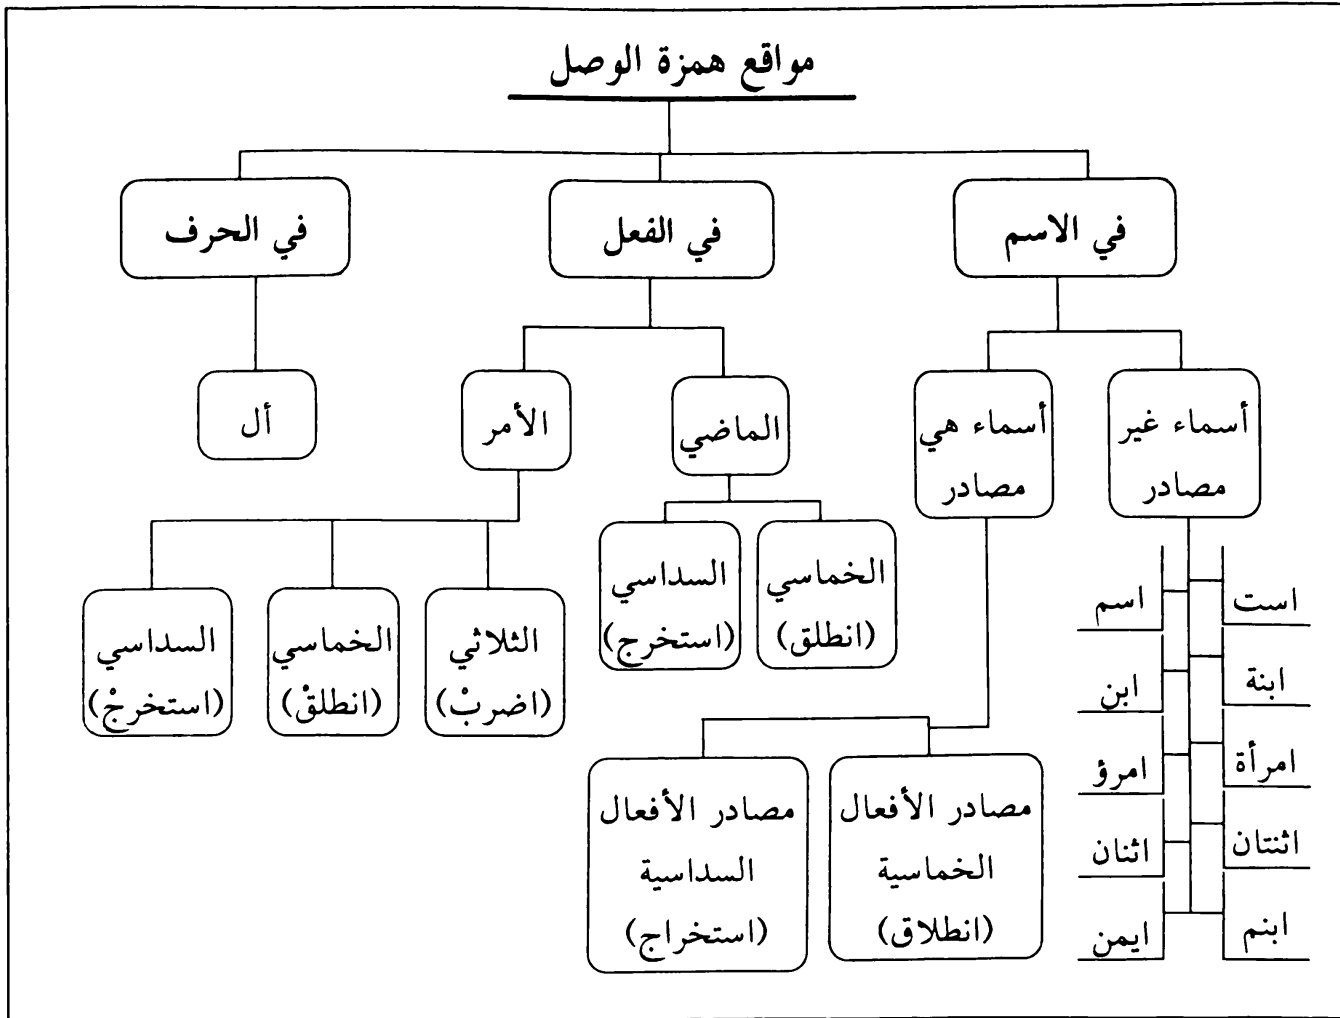 مواقع همزة الوصل
في الاسم
في الفعل
في الحرف
أسماء غير
مصادر
أسماء هي
مصادر
الماضي
الأمر
أل
است
اسم
ابنة
ابن
امرأة
امرؤ
اثنتان
اثنان
ابنم
ايمن
مصادر الأفعال
الخماسية
(انطلاق)
مصادر الأفعال
السداسية
(استخراج)
الخماسي
(انطلق)
السداسي
(استخرج)
الثلاثي
(اضربْ)
الخماسي
(انطلقْ)
السداسي
(استخرجْ)